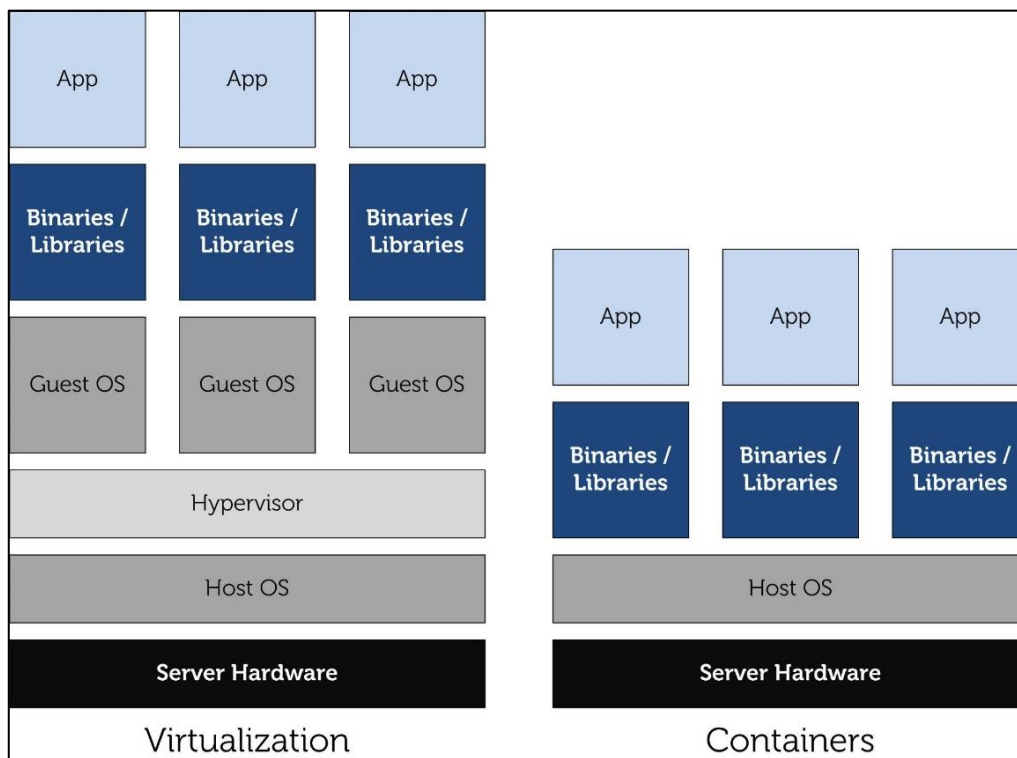 App App App
Binaries / Binaries / Binaries /
Libraries Libraries Libraries
Guest OS Guest OS Guest OS
Hypervisor
Host OS
Server Hardware
Virtualization
App App App
Binaries / Binaries / Binaries /
Libraries Libraries Libraries
Host OS
Server Hardware
Containers